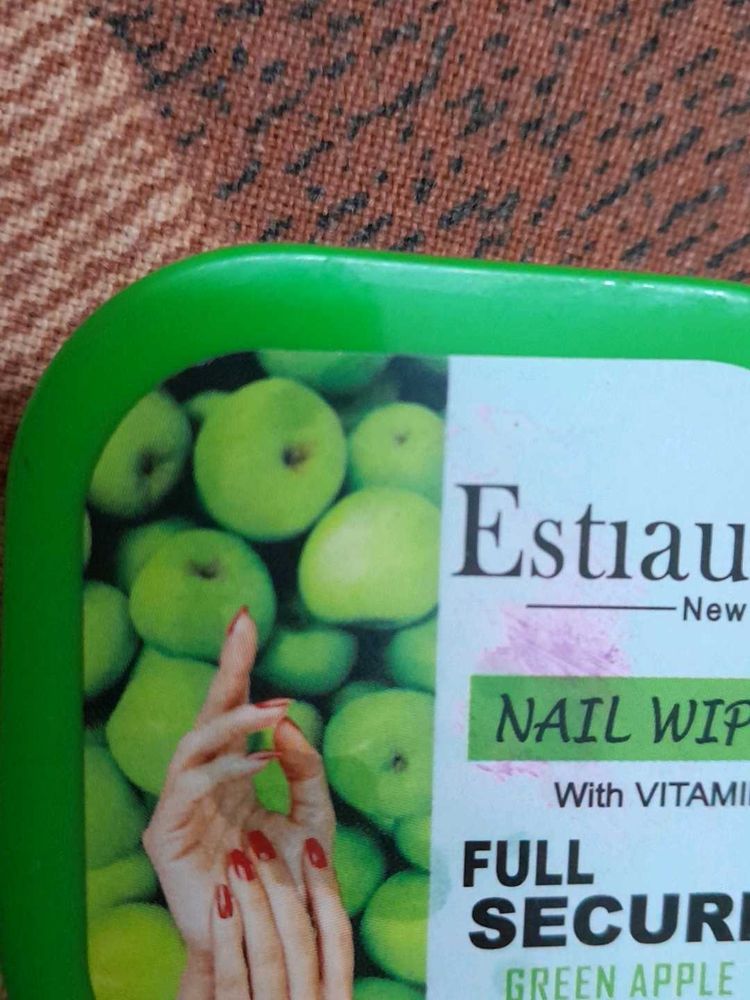 Estiau
New
NAIL WIP
With VITAMI
FULL
SECUR
GREEN APPLE